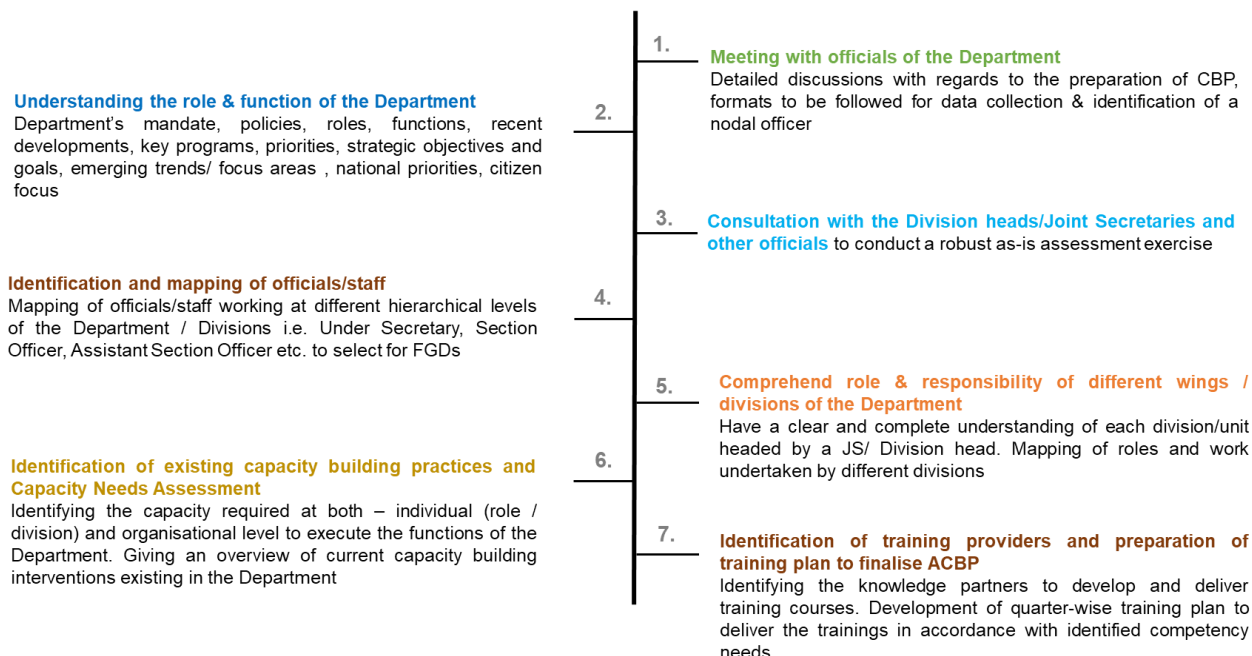 1.
Meeting with officials of the Department
Detailed discussions with regards to the preparation of CBP,
formats to be followed for data collection & identification of a
nodal officer
2.
Understanding the role & function of the Department
Department’s mandate, policies, roles, functions, recent
developments, key programs, priorities, strategic objectives and
goals, emerging trends/ focus areas , national priorities, citizen
focus
3.
Consultation with the Division heads/Joint Secretaries and
other officials to conduct a robust as-is assessment exercise
4.
Identification and mapping of officials/staff
Mapping of officials/staff working at different hierarchical levels
of the Department / Divisions i.e. Under Secretary, Section
Officer, Assistant Section Officer etc. to select for FGDs
5.
Comprehend role & responsibility of different wings /
divisions of the Department
Have a clear and complete understanding of each division/unit
headed by a JS/ Division head. Mapping of roles and work
undertaken by different divisions
6.
Identification of existing capacity building practices and
Capacity Needs Assessment
Identifying the capacity required at both – individual (role /
division) and organisational level to execute the functions of the
Department. Giving an overview of current capacity building
interventions existing in the Department
7.
Identification of training providers and preparation of
training plan to finalise ACBP
Identifying the knowledge partners to develop and deliver
training courses. Development of quarter-wise training plan to
deliver the trainings in accordance with identified competency
needs